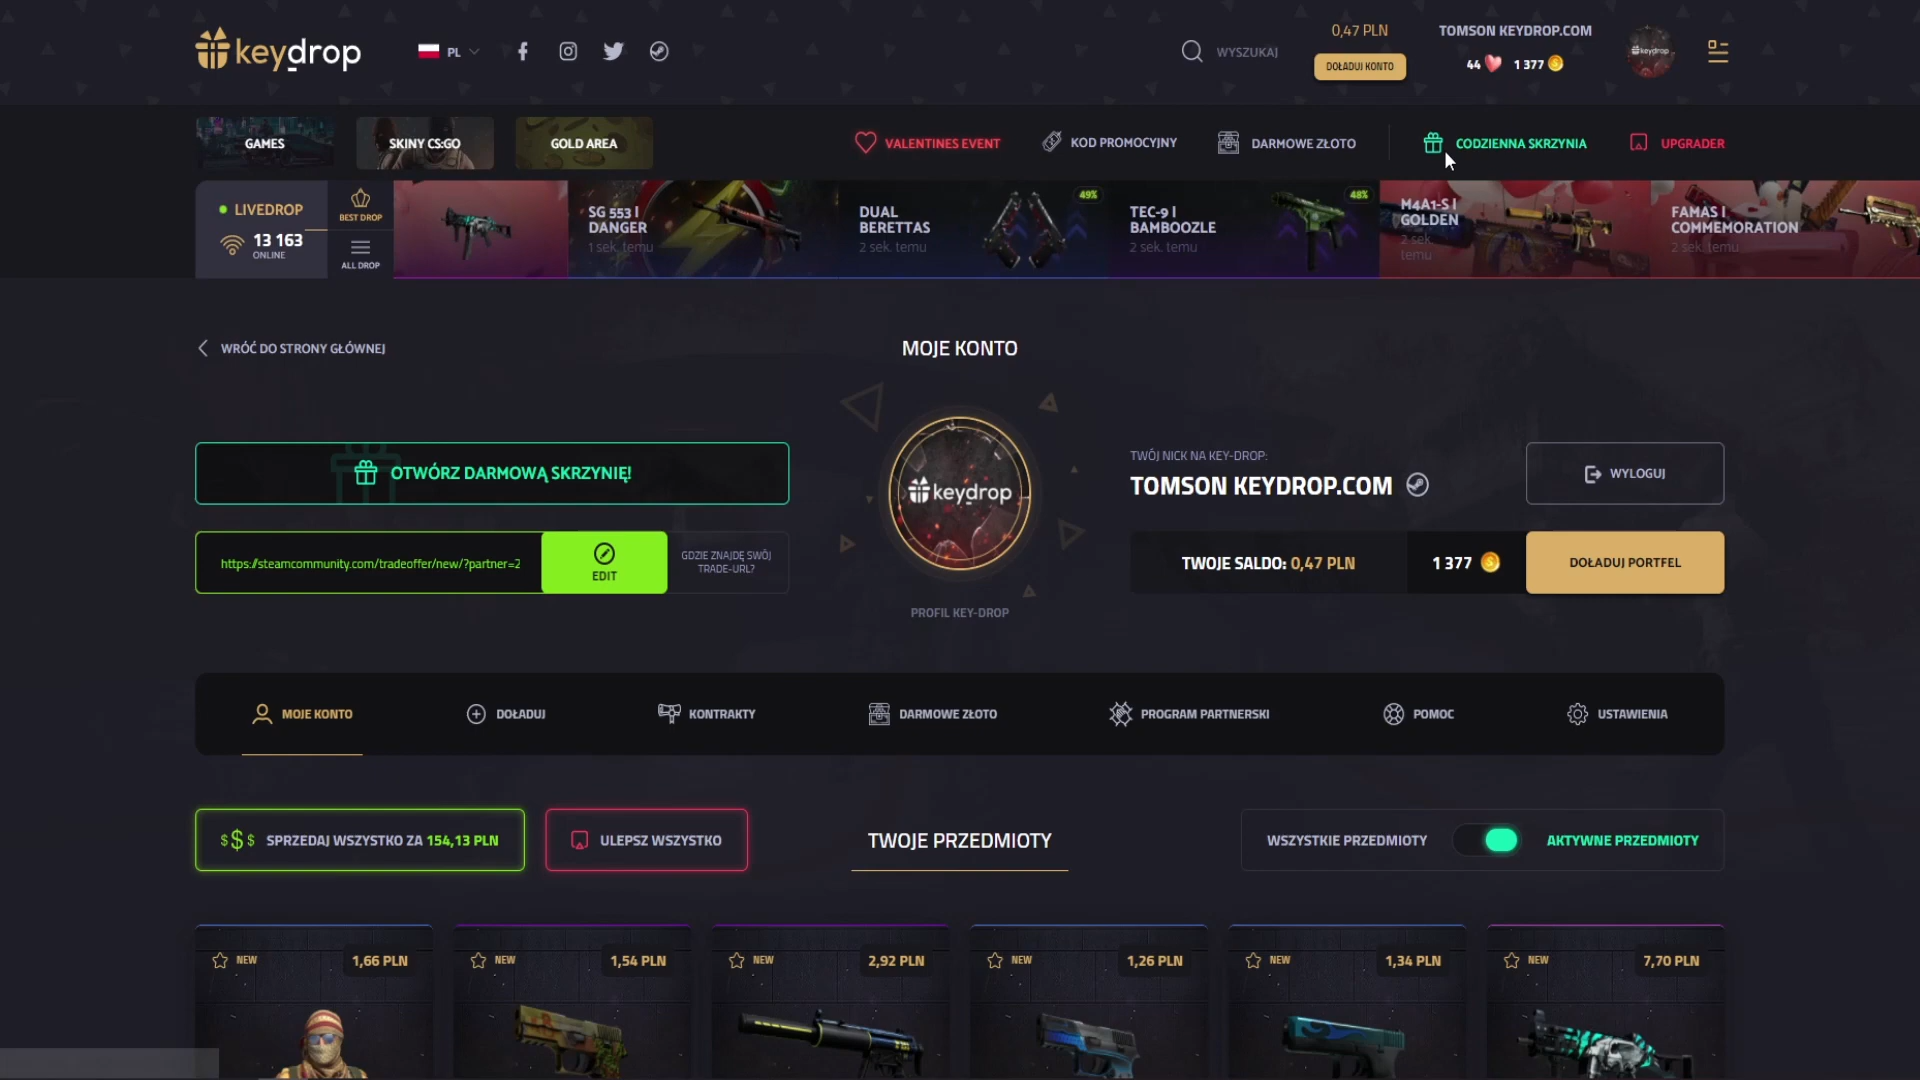 keydrop
PL
WYSZUKAJ
0,47 PLN
DOŁADUJ KONTO
TOMSON KEYDROP.COM
44
1 377
keydrop
GAMES
SKINY CS:GO
GOLD AREA
VALENTINES EVENT
KOD PROMOCYJNY
DARMOWE ZŁOTO
CODZIENNA SKRZYNIA
UPGRADER
LIVEDROP
13 163
ONLINE
BEST DROP
ALL DROP
SG 553 |
DANGER
1 sek. temu
DUAL
BERETTAS
2 sek. temu
49%
TEC-9 |
BAMBOOZLE
2 sek. temu
48%
M4A1-S |
GOLDEN
2 sek.
temu
FAMAS |
COMMEMORATION
2 sek. temu
WRÓĆ DO STRONY GŁÓWNEJ
MOJE KONTO
OTWÓRZ DARMOWĄ SKRZYNIĘ!
https://steamcommunity.com/tradeoffer/new/?partner=2
EDIT
GDZIE ZNAJDĘ SWÓJ
TRADE-URL?
keydrop
PROFIL KEY-DROP
TWÓJ NICK NA KEY-DROP:
TOMSON KEYDROP.COM
WYLOGUJ
TWOJE SALDO: 0,47 PLN
1 377
DOŁADUJ PORTFEL
MOJE KONTO
DOŁADUJ
KONTRAKTY
DARMOWE ZŁOTO
PROGRAM PARTNERSKI
POMOC
USTAWIENIA
$$$ SPRZEDAJ WSZYSTKO ZA 154,13 PLN
ULEPSZ WSZYSTKO
TWOJE PRZEDMIOTY
WSZYSTKIE PRZEDMIOTY
AKTYWNE PRZEDMIOTY
NEW
1,66 PLN
NEW
1,54 PLN
NEW
2,92 PLN
NEW
1,26 PLN
NEW
1,34 PLN
NEW
7,70 PLN